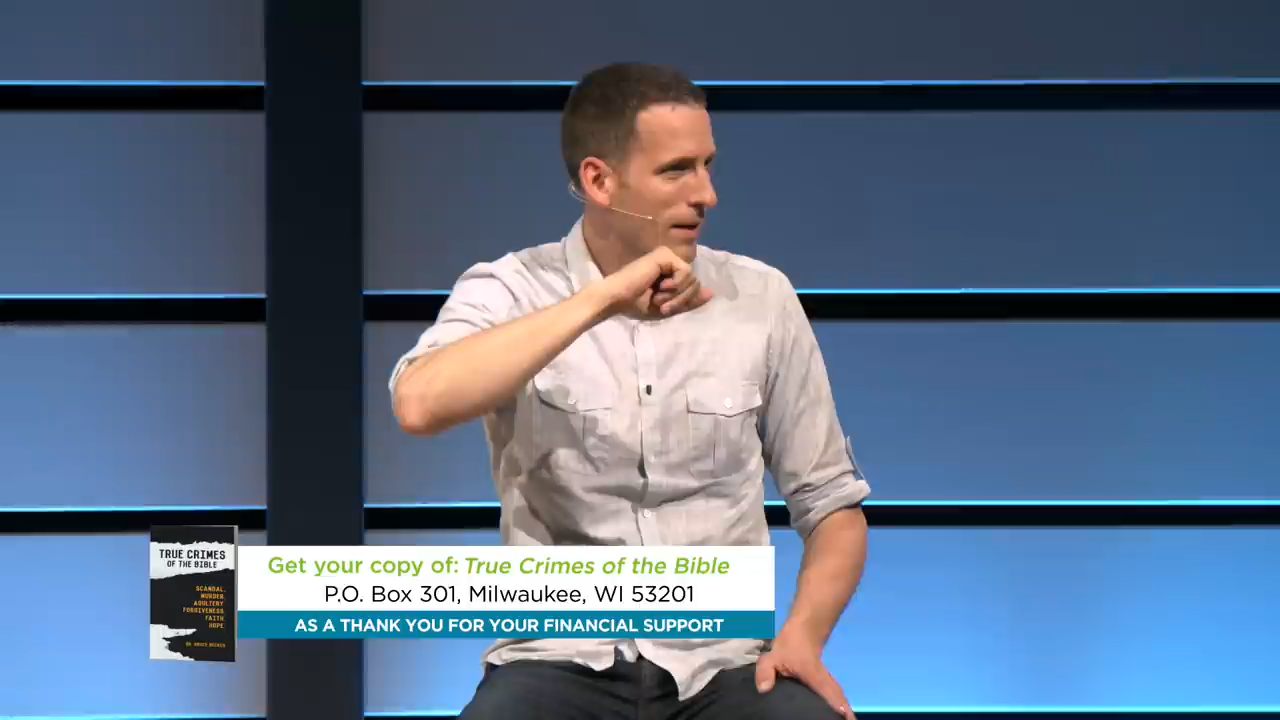 TRUE CRIMES
OF THE BIBLE
SCANDAL,
MURDER,
ADULTERY
FORGIVENESS
FAITH
HOPE
Get your copy of: True Crimes of the Bible
P.O. Box 301, Milwaukee, WI 53201
AS A THANK YOU FOR YOUR FINANCIAL SUPPORT